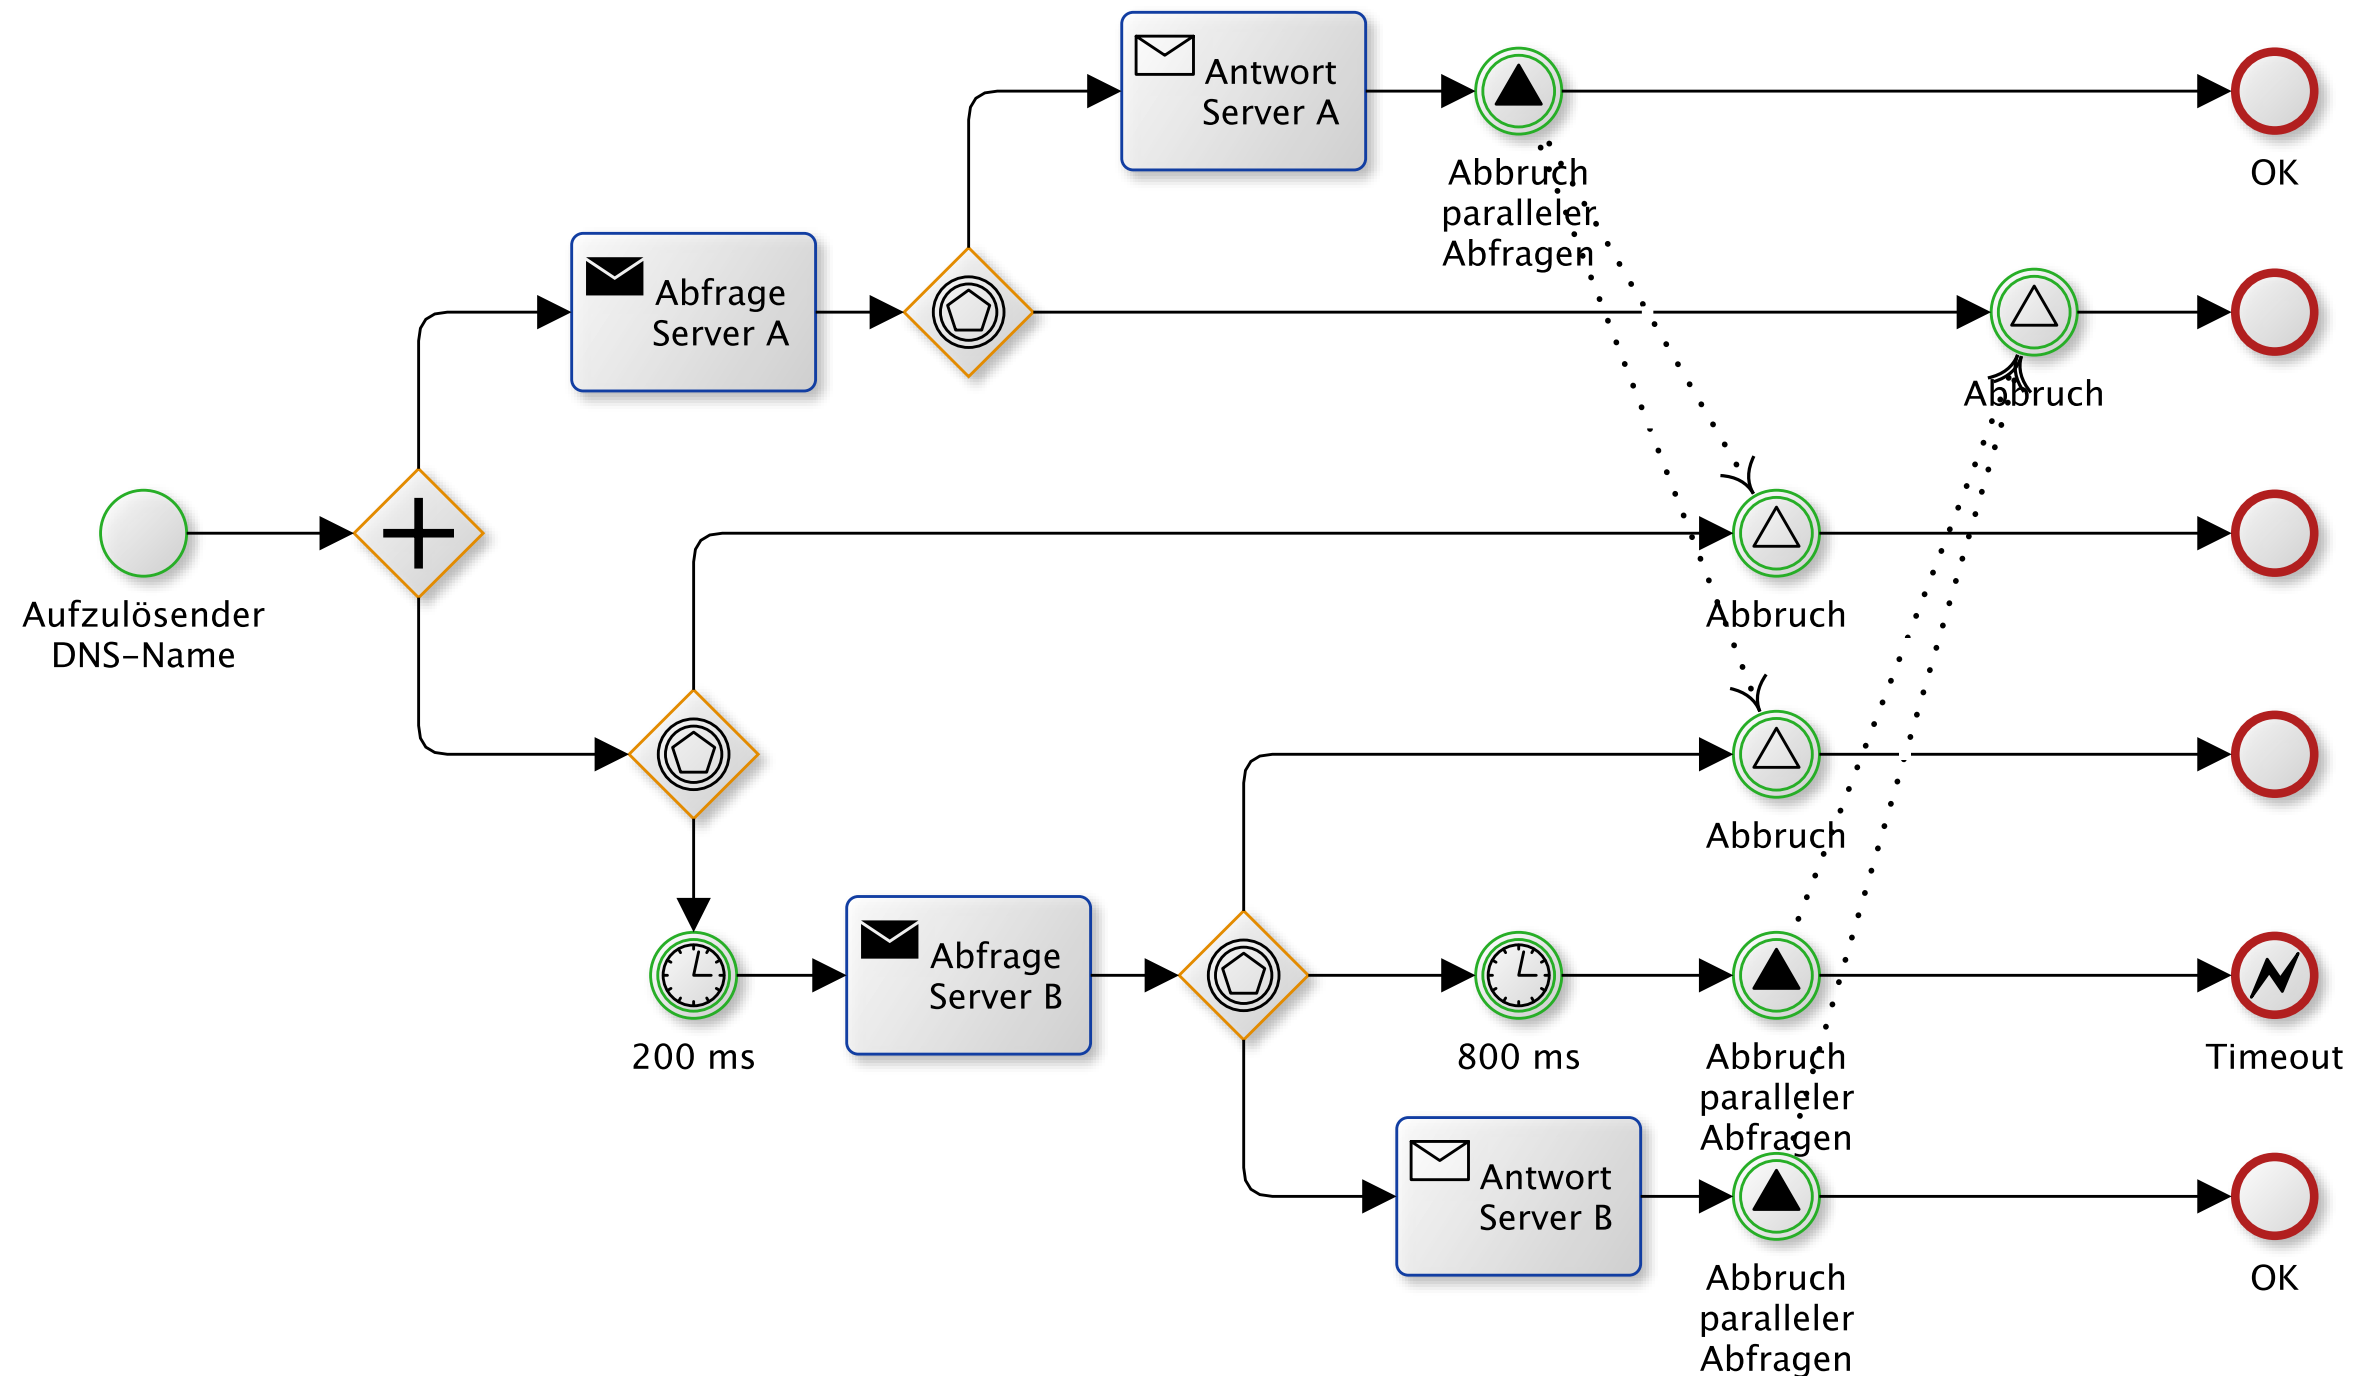 Antwort
Server A
Abbruch
paralleler
Abfragen
OK
Abfrage
Server A
Abbruch
Aufzulösender
DNS-Name
Abbruch
Abbruch
200 ms
Abfrage
Server B
800 ms
Abbruch
paralleler
Abfragen
Timeout
Antwort
Server B
Abbruch
paralleler
Abfragen
OK